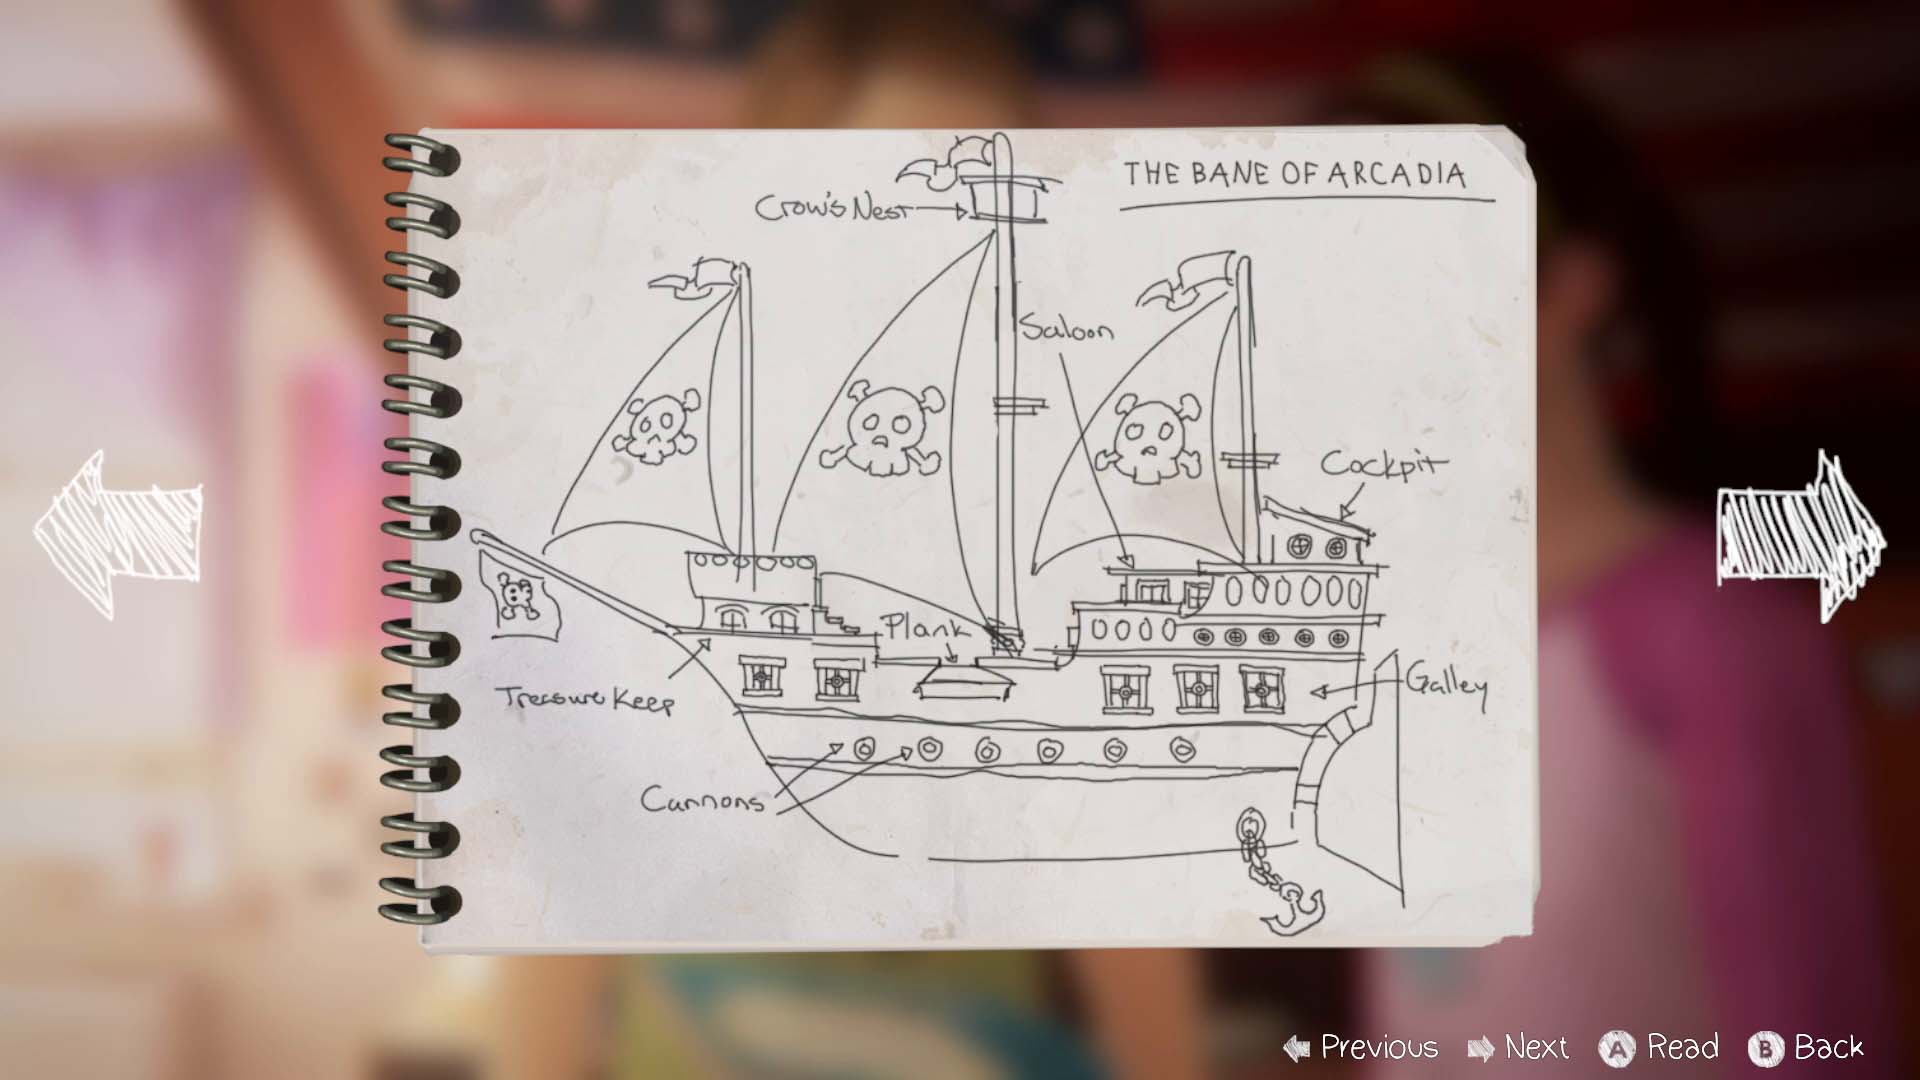 THE BANE OF ARCADIA
Crow's Nest
Saloon
Cockpit
Plank
Treasure Keep
Galley
Cannons
Previous
Next
A Read
B Back